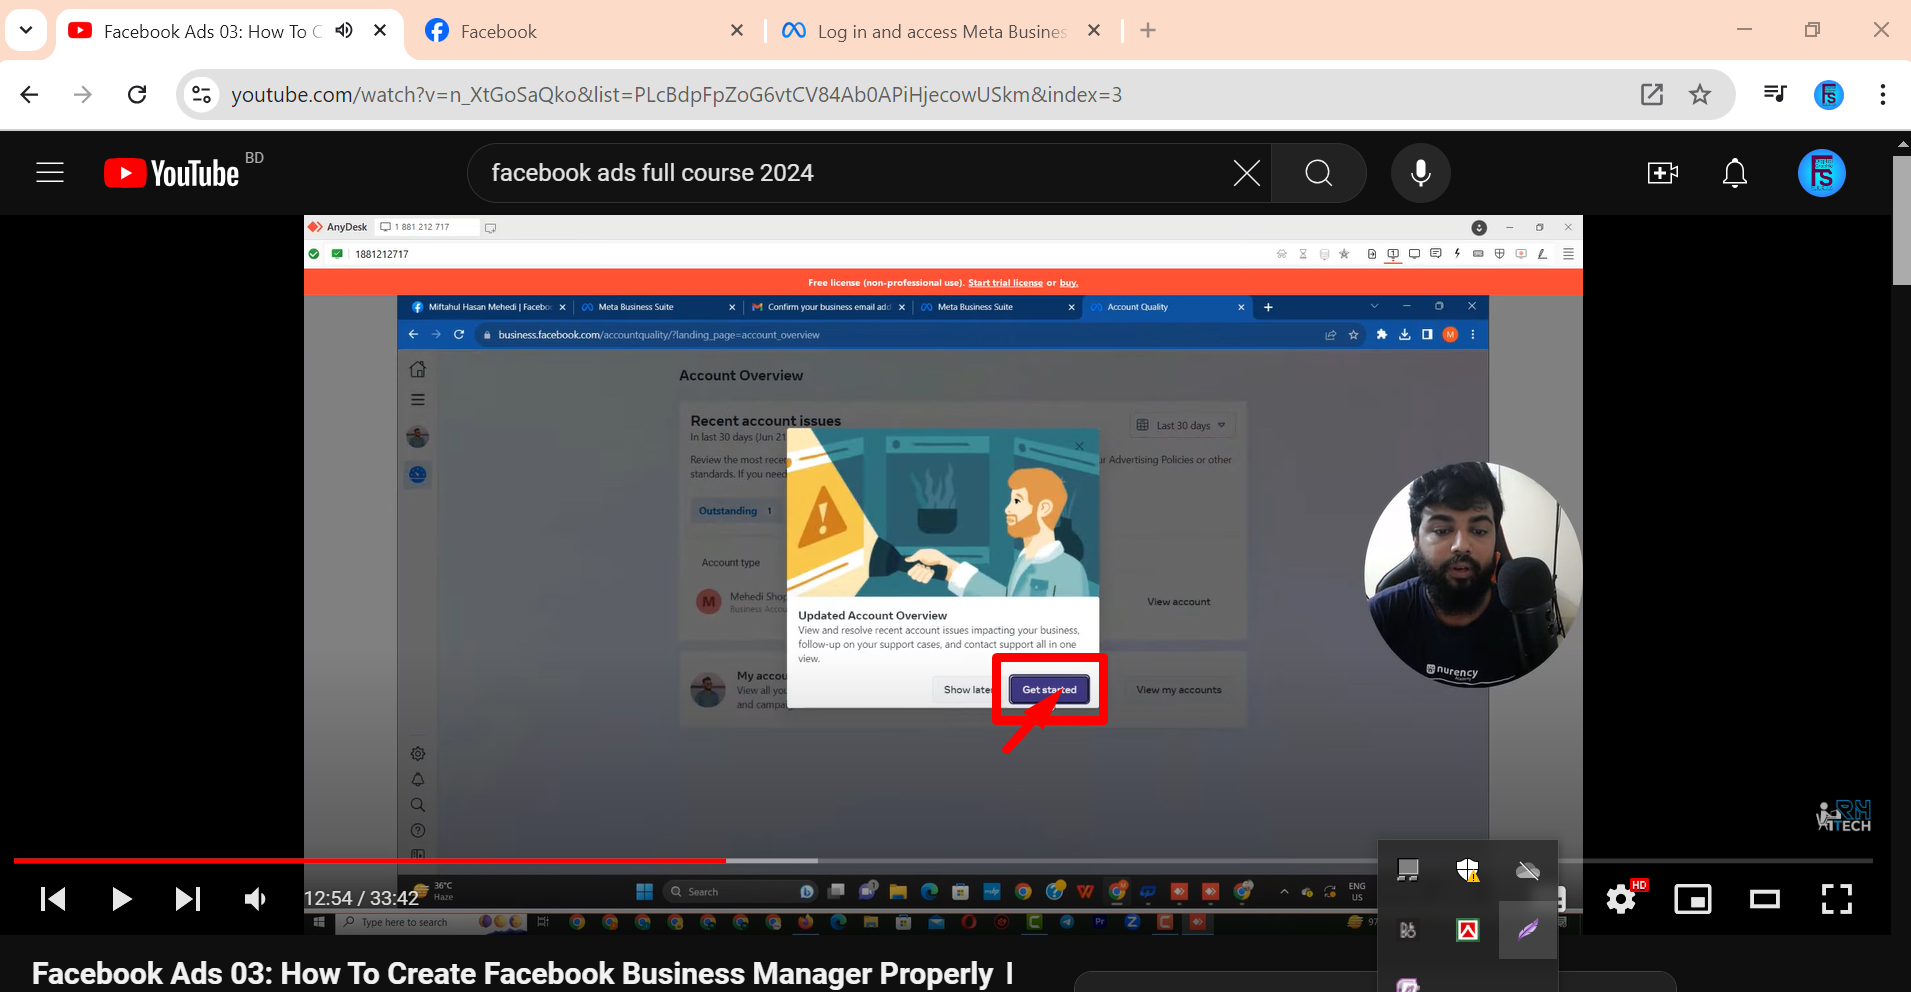 Facebook Ads 03: How To C
Facebook
Log in and access Meta Busines
youtube.com/watch?v=n_XtGoSaQko&list=PLcBdpFpZoG6vtCV84Ab0APiHjecowUSkm&index=3
YouTube BD
facebook ads full course 2024
AnyDesk
1 881 212 717
1881212717
Free license (non-professional use). Start trial license or buy.
Miftahul Hasan Mehedi | Facebo
Meta Business Suite
Confirm your business email add
Meta Business Suite
Account Quality
business.facebook.com/accountquality/?landing_page=account_overview
M
Account Overview
Recent account issues
In last 30 days (Jun 21
Last 30 days
Review the most rece
r Advertising Policies or other
standards. If you need
Outstanding 1
Account type
M
Mehedi Shop
Business Accou
View account
Updated Account Overview
View and resolve recent account issues impacting your business,
follow-up on your support cases, and contact support all in one
view.
Show later
Get started
My accou
View all you
and campa
View my accounts
nurency
RH
ITECH
12:54 / 33:42
36°C
Haze
Search
ENG
US
HD
Type here to search
97
Facebook Ads 03: How To Create Facebook Business Manager Properly I